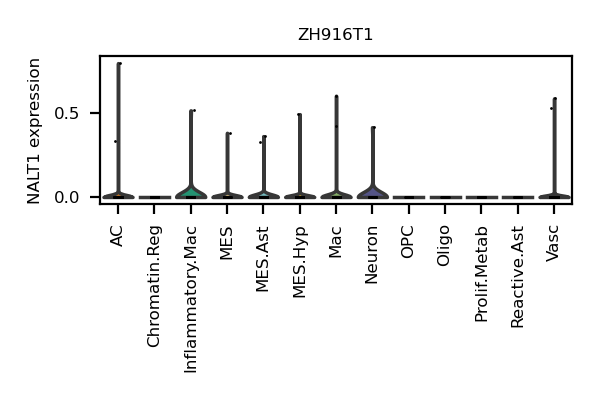 ZH916T1
NALT1 expression
0.5
0.0
AC
Chromatin.Reg
Inflammatory.Mac
MES
MES.Ast
MES.Hyp
Mac
Neuron
OPC
Oligo
Prolif.Metab
Reactive.Ast
Vasc